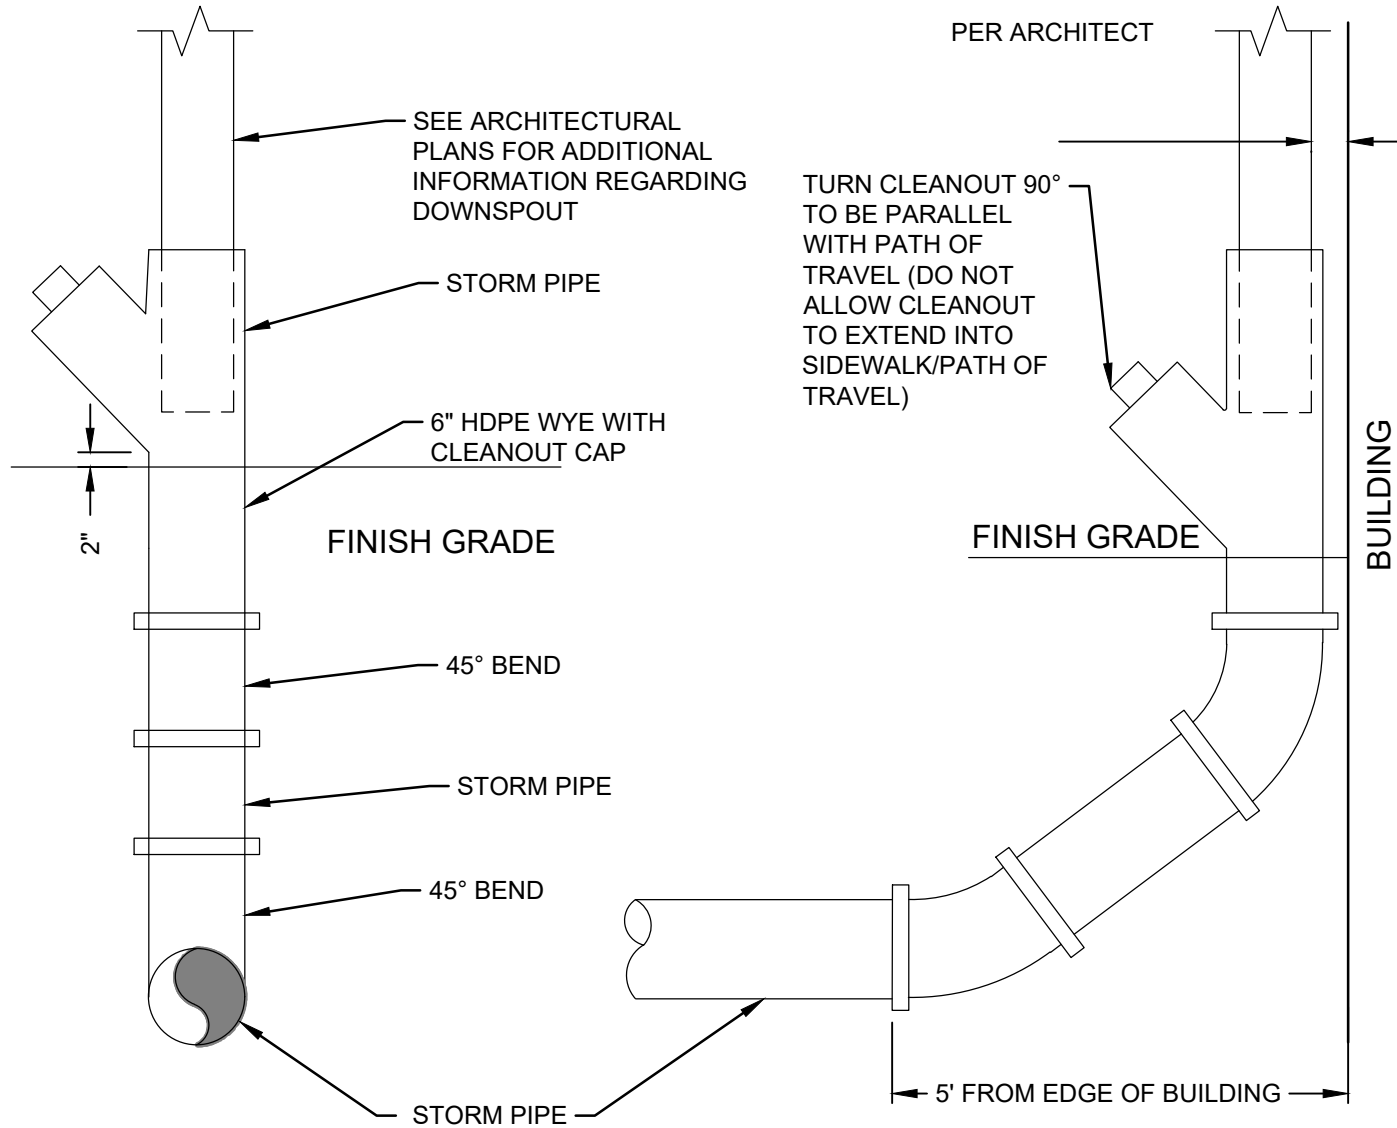 PER ARCHITECT
SEE ARCHITECTURAL
PLANS FOR ADDITIONAL
INFORMATION REGARDING
DOWNSPOUT
STORM PIPE
6" HDPE WYE WITH
CLEANOUT CAP
2"
FINISH GRADE
45° BEND
STORM PIPE
45° BEND
STORM PIPE
TURN CLEANOUT 90°
TO BE PARALLEL
WITH PATH OF
TRAVEL (DO NOT
ALLOW CLEANOUT
TO EXTEND INTO
SIDEWALK/PATH OF
TRAVEL)
FINISH GRADE
BUILDING
5' FROM EDGE OF BUILDING